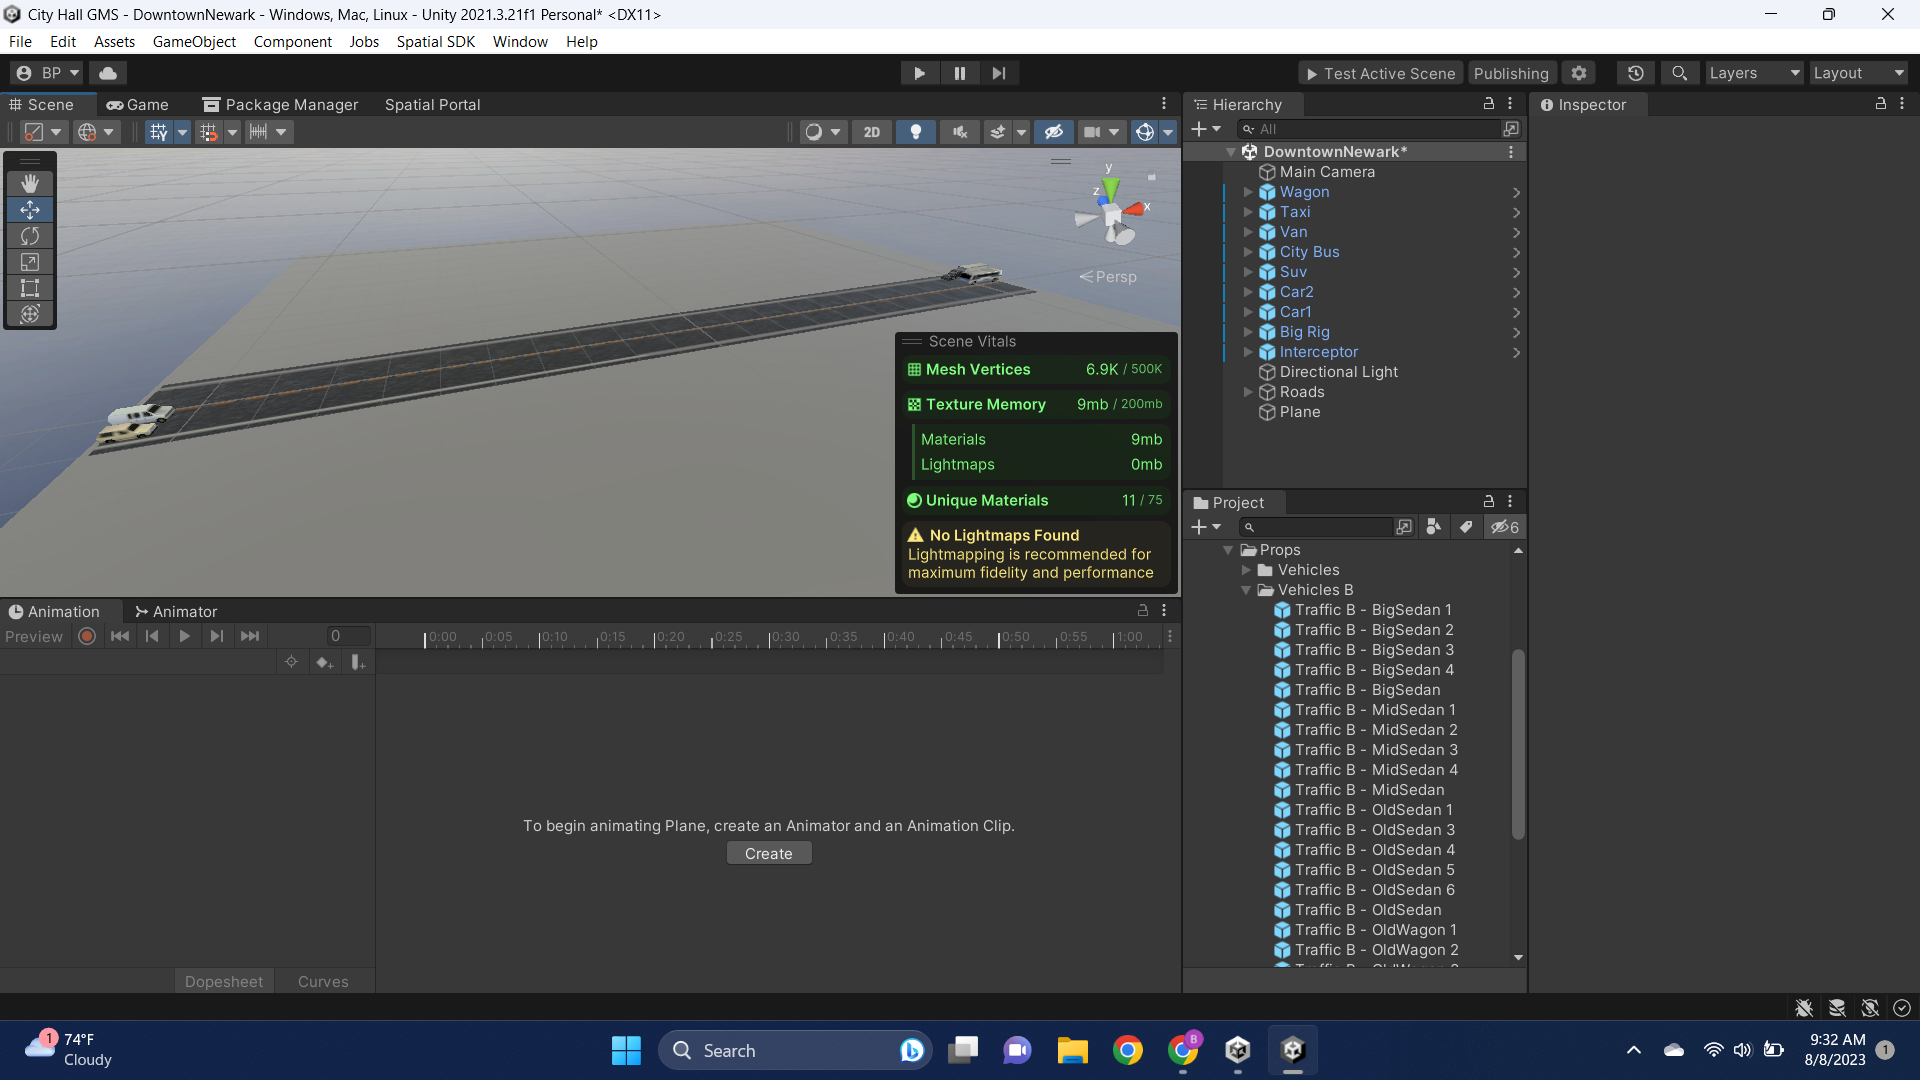 City Hall GMS - DowntownNewark - Windows, Mac, Linux - Unity 2021.3.21f1 Personal* <DX11>
File Edit Assets GameObject Component Jobs Spatial SDK Window Help
BP
Test Active Scene Publishing Layers Layout
Scene Game Package Manager Spatial Portal
2D
y
z
x
Persp
Scene Vitals
Mesh Vertices 6.9K / 500K
Texture Memory 9mb / 200mb
Materials 9mb
Lightmaps 0mb
Unique Materials 11 / 75
No Lightmaps Found
Lightmapping is recommended for
maximum fidelity and performance
Hierarchy
All
DowntownNewark*
Main Camera
Wagon
Taxi
Van
City Bus
Suv
Car2
Car1
Big Rig
Interceptor
Directional Light
Roads
Plane
Inspector
Project
6
Props
Vehicles
Vehicles B
Traffic B - BigSedan 1
Traffic B - BigSedan 2
Traffic B - BigSedan 3
Traffic B - BigSedan 4
Traffic B - BigSedan
Traffic B - MidSedan 1
Traffic B - MidSedan 2
Traffic B - MidSedan 3
Traffic B - MidSedan 4
Traffic B - MidSedan
Traffic B - OldSedan 1
Traffic B - OldSedan 3
Traffic B - OldSedan 4
Traffic B - OldSedan 5
Traffic B - OldSedan 6
Traffic B - OldSedan
Traffic B - OldWagon 1
Traffic B - OldWagon 2
Animation Animator
Preview 0 0:00 0:05 0:10 0:15 0:20 0:25 0:30 0:35 0:40 0:45 0:50 0:55 1:00
To begin animating Plane, create an Animator and an Animation Clip.
Create
Dopesheet Curves
1
74°F
Cloudy
Search
B
9:32 AM
8/8/2023
1